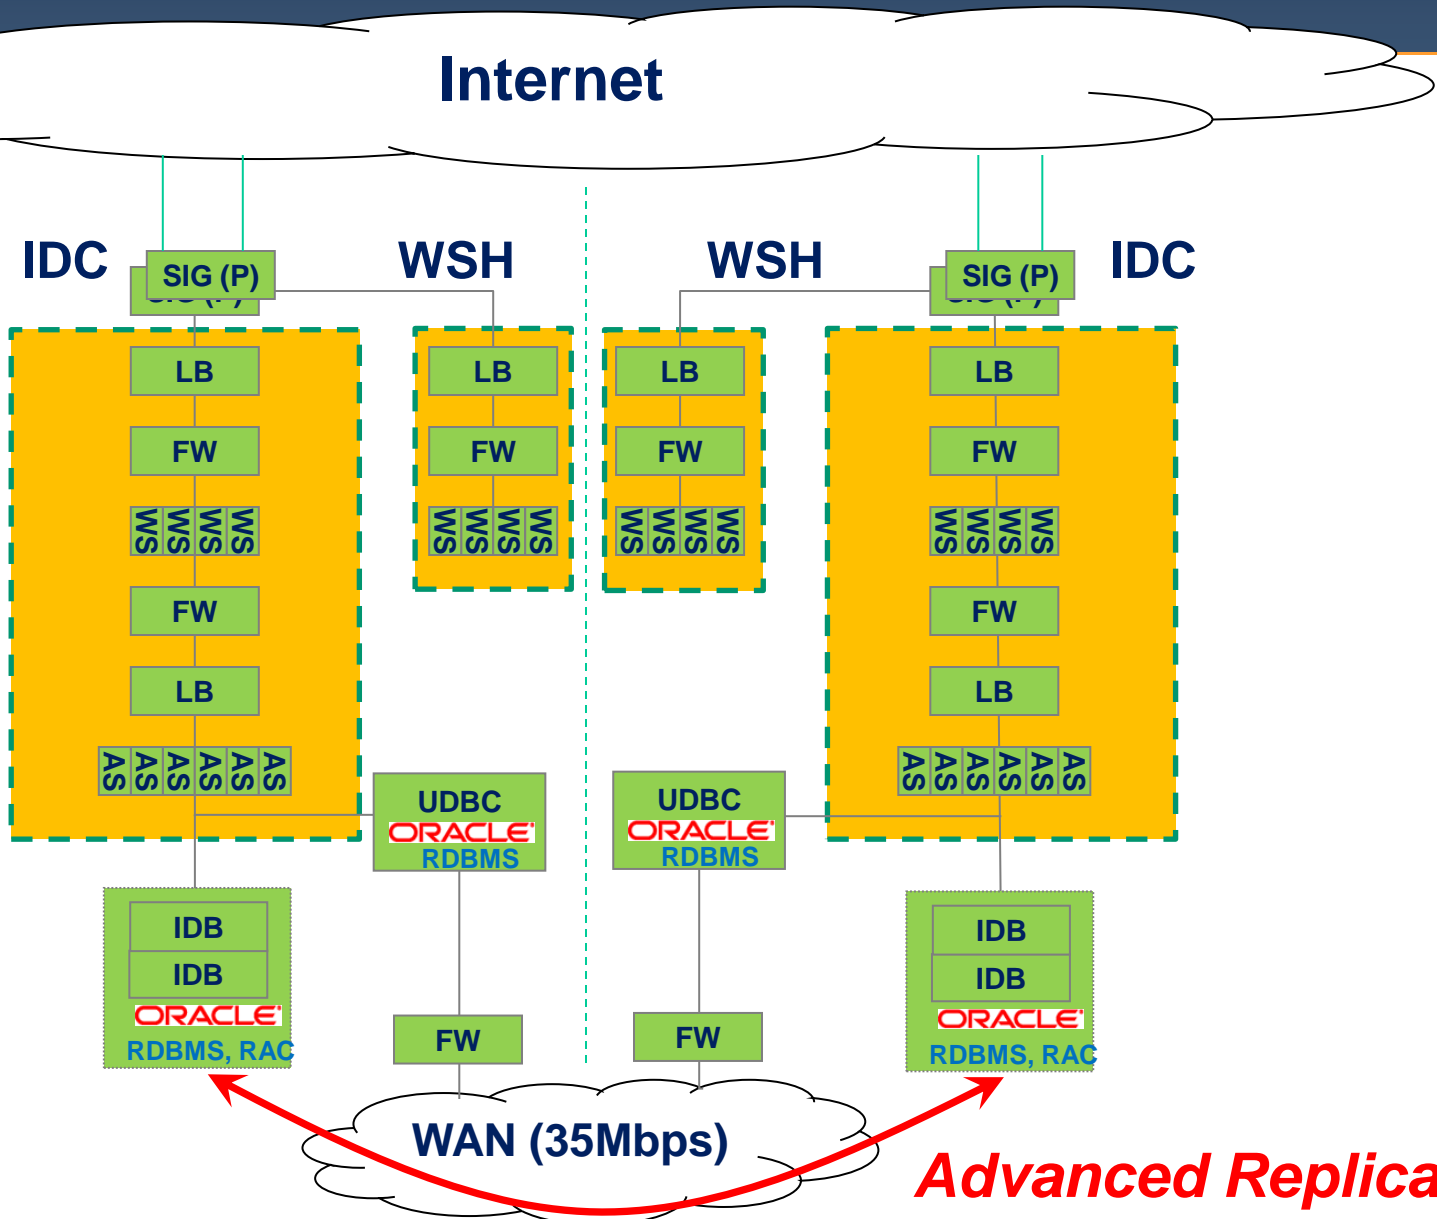 Internet
IDC
SIG (P)
SIG (P)
WSH
WSH
SIG (P)
SIG (P)
IDC
LB
LB
LB
LB
FW
FW
FW
FW
WS WS WS WS
WS WS WS WS
WS WS WS WS
WS WS WS WS
FW
FW
LB
LB
AS AS AS AS AS AS
AS AS AS AS AS AS
UDBC
ORACLE
RDBMS
UDBC
ORACLE
RDBMS
IDB
IDB
ORACLE
RDBMS, RAC
IDB
IDB
ORACLE
RDBMS, RAC
FW
FW
WAN (35Mbps)
Advanced Replica